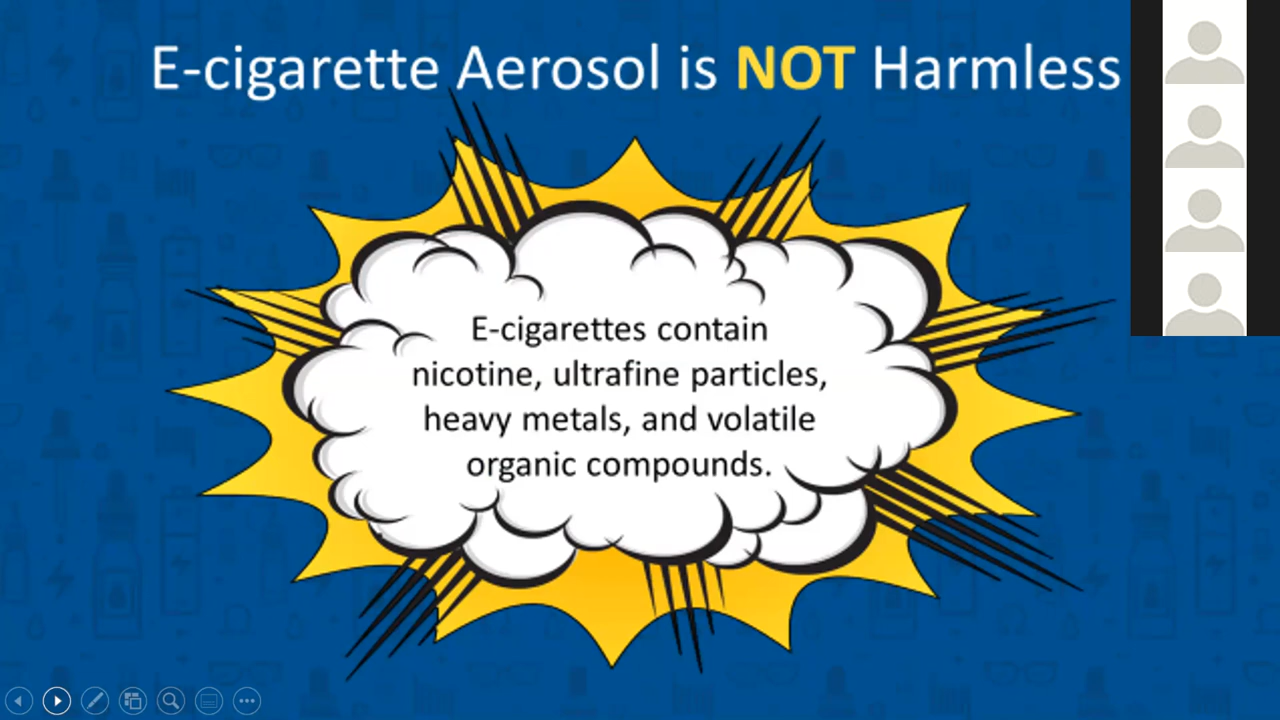 E-cigarette Aerosol is NOT Harmless
E-cigarettes contain
nicotine, ultrafine particles,
heavy metals, and volatile
organic compounds.